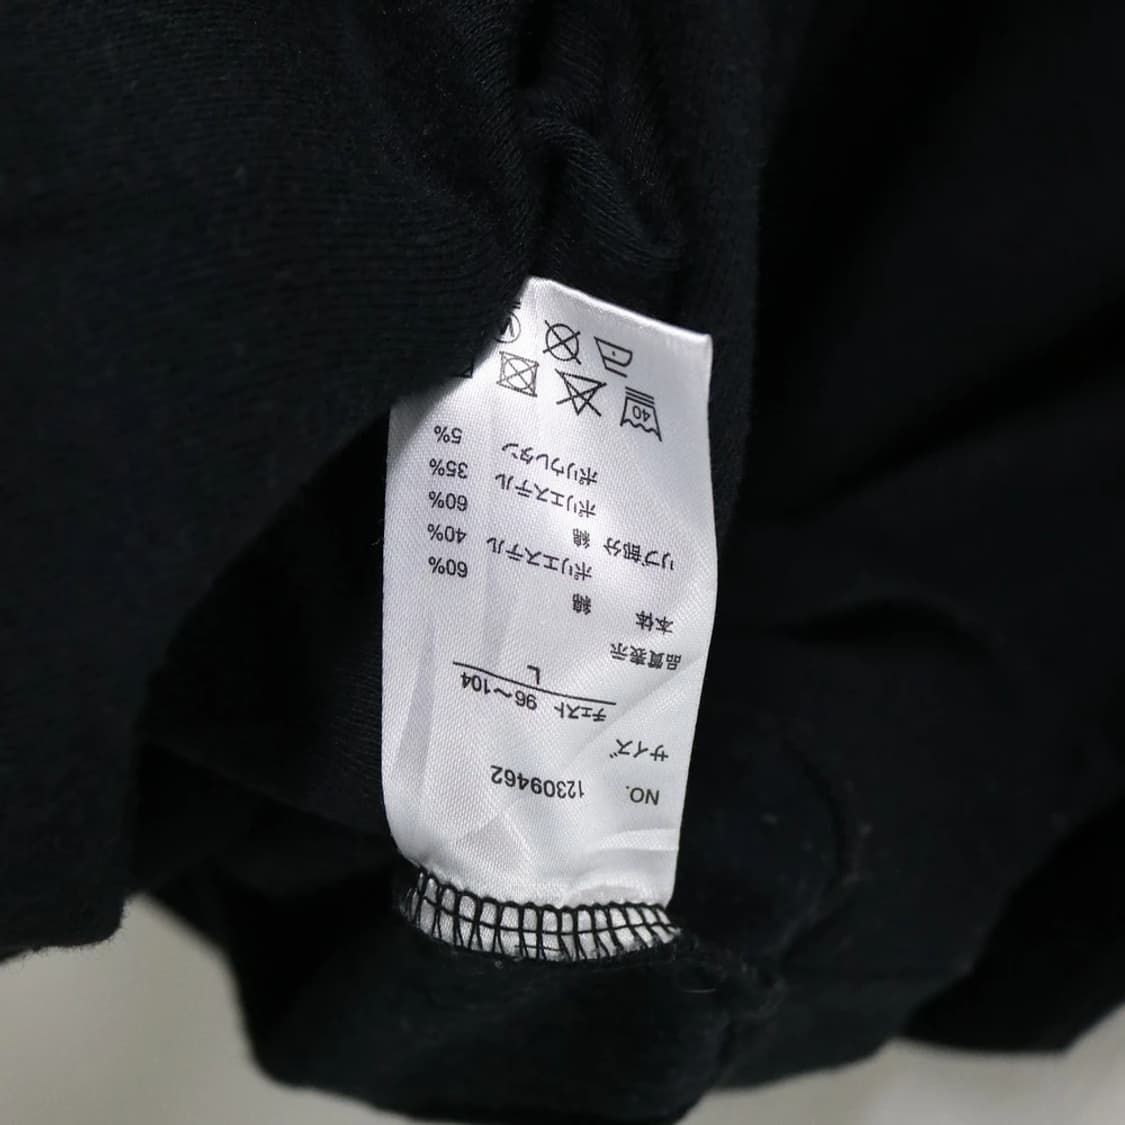 NO. 12309462
サイズ
チェスト 96～104
L
品質表示
本体
綿 60%
ポリエステル 40%
リブ部分 綿 60%
ポリエステル 35%
ポリウレタン 5%
40